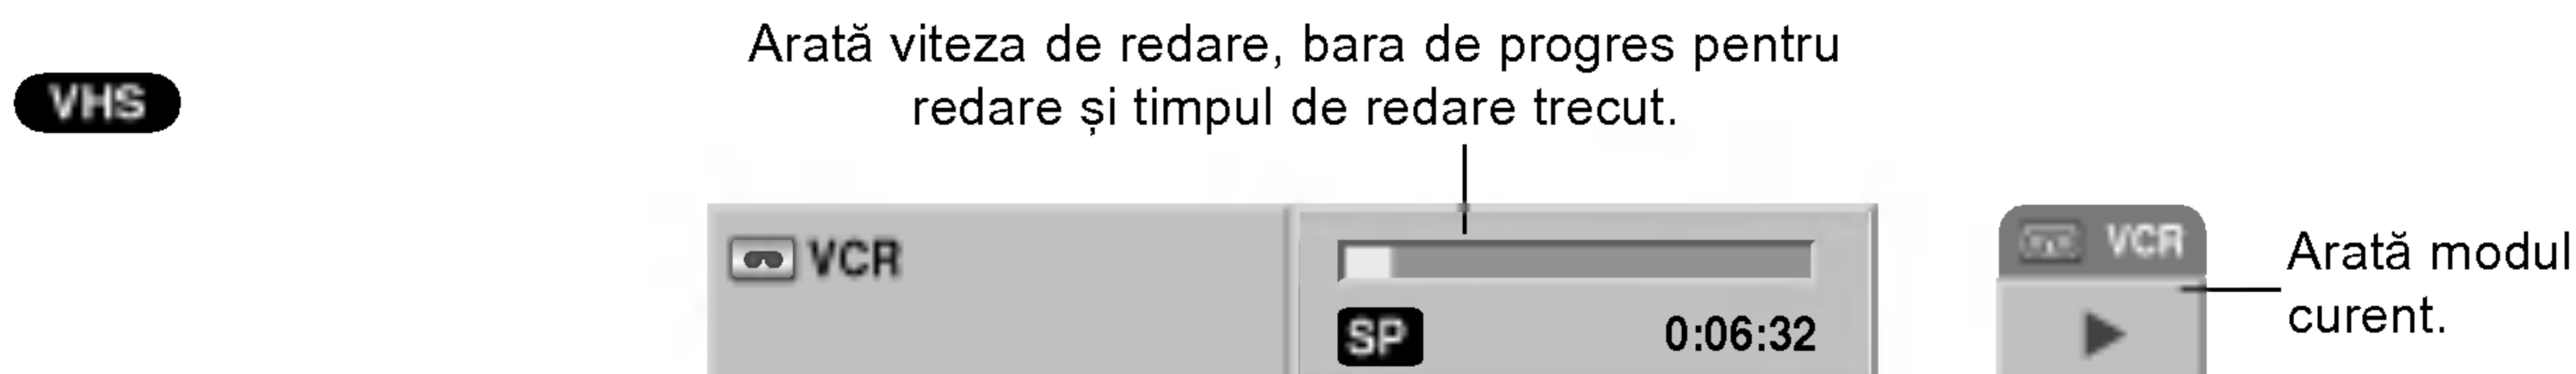 Arată viteza de redare, bara de progres pentru
redare și timpul de redare trecut.
VHS
VCR
SP 0:06:32
VCR
Arată modul
curent.